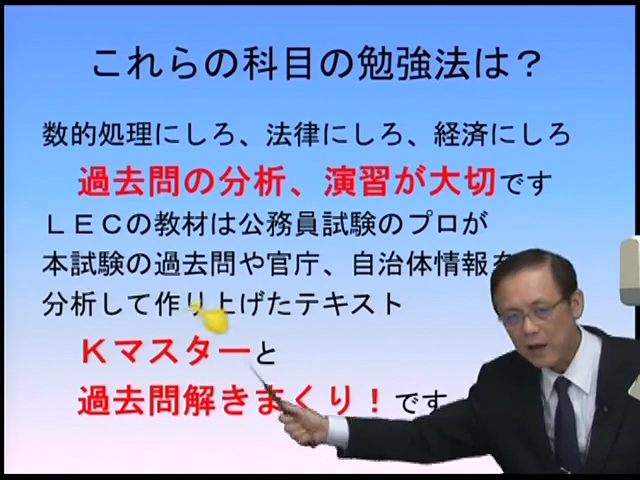 これらの科目の勉強法は？
数的処理にしろ、法律にしろ、経済にしろ
過去問の分析、演習が大切です
ＬＥＣの教材は公務員試験のプロが
本試験の過去問や官庁、自治体情報を
分析して作り上げたテキスト
Ｋマスターと
過去問解きまくり！です